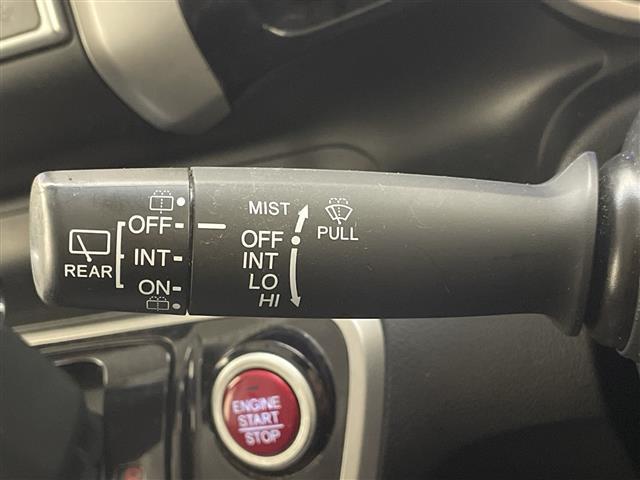 OFF
INT
ON
REAR
MIST
OFF
INT
LO
HI
PULL
ENGINE
START
STOP